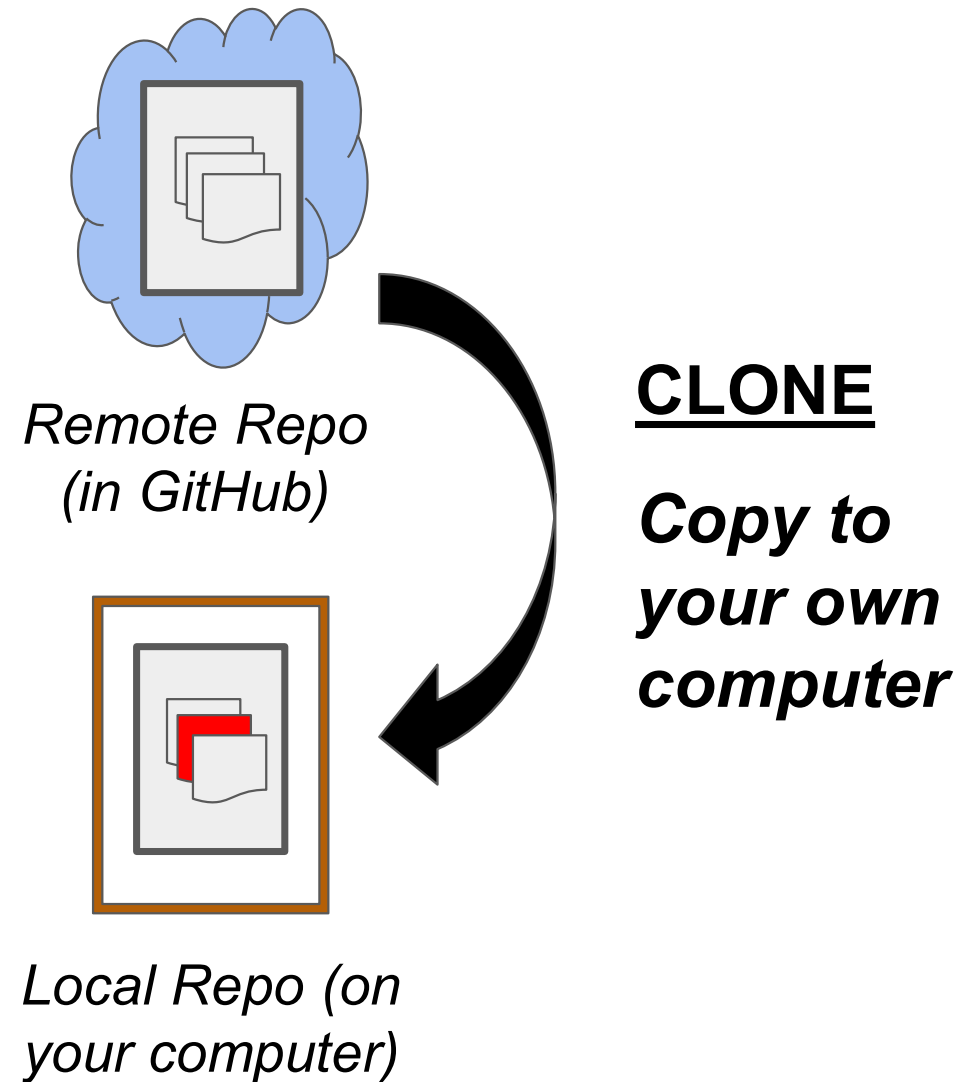 Remote Repo
(in GitHub)
CLONE
Copy to
your own
computer
Local Repo (on
your computer)